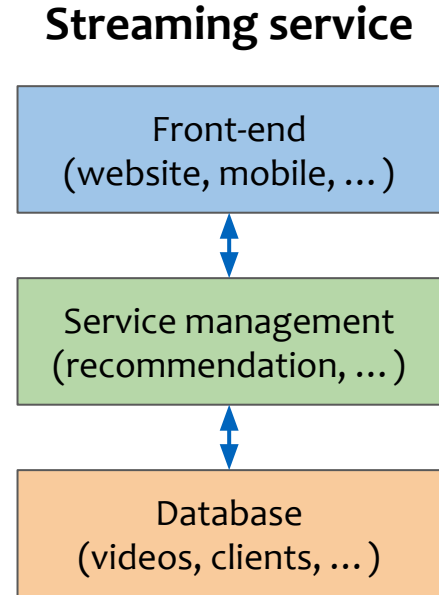 Streaming service
Front-end
(website, mobile, …)
Service management
(recommendation, …)
Database
(videos, clients, …)